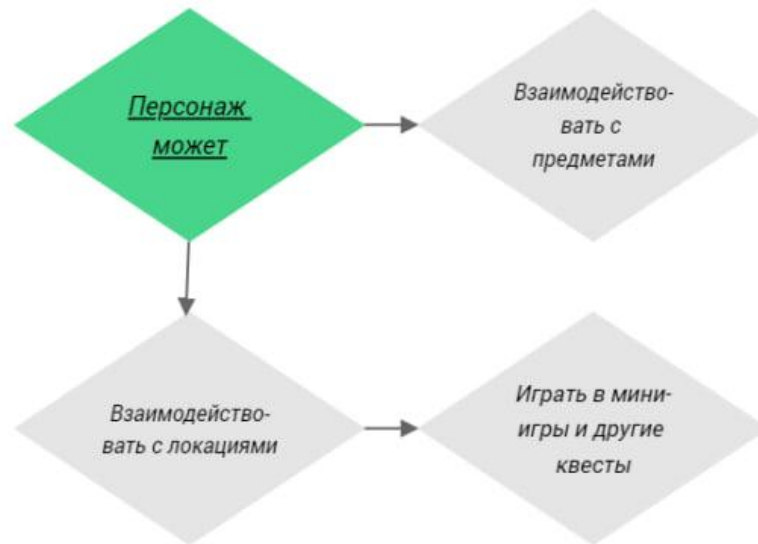 Персонаж
может
Взаимодейство-
вать с
предметами
Взаимодейство-
вать с локациями
Играть в мини-
игры и другие
квесты